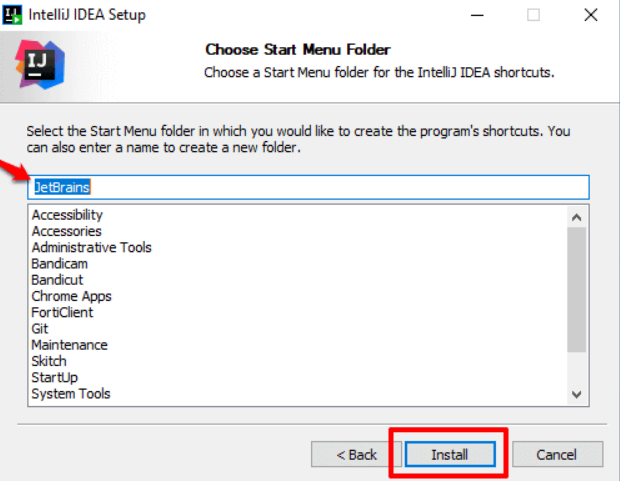 IntelliJ IDEA Setup
IJ
Choose Start Menu Folder
Choose a Start Menu folder for the IntelliJ IDEA shortcuts.
Select the Start Menu folder in which you would like to create the program's shortcuts. You
can also enter a name to create a new folder.
JetBrains
Accessibility
Accessories
Administrative Tools
Bandicam
Bandicut
Chrome Apps
FortiClient
Git
Maintenance
Skitch
StartUp
System Tools
< Back
Install
Cancel